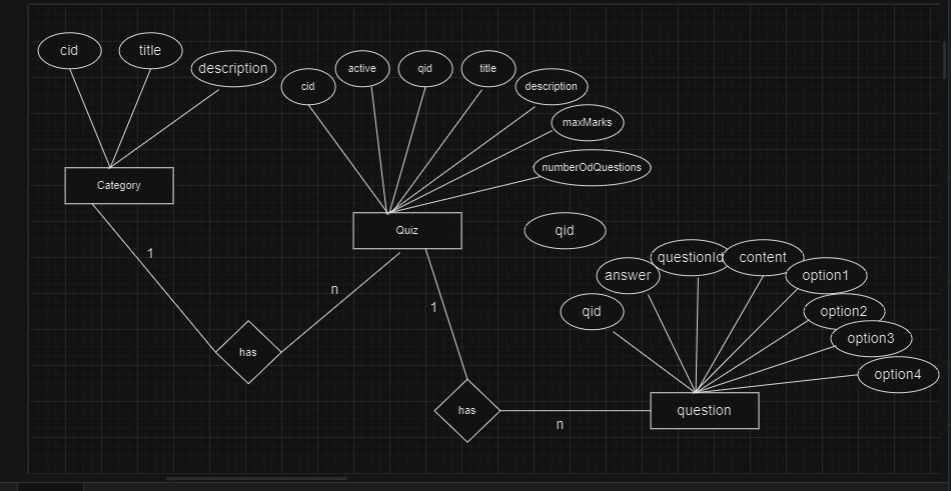 cid
title
description
cid
active
qid
title
description
maxMarks
numberOdQuestions
Category
Quiz
qid
1
n
1
has
has
n
qid
answer
questionId
content
option1
option2
option3
option4
question